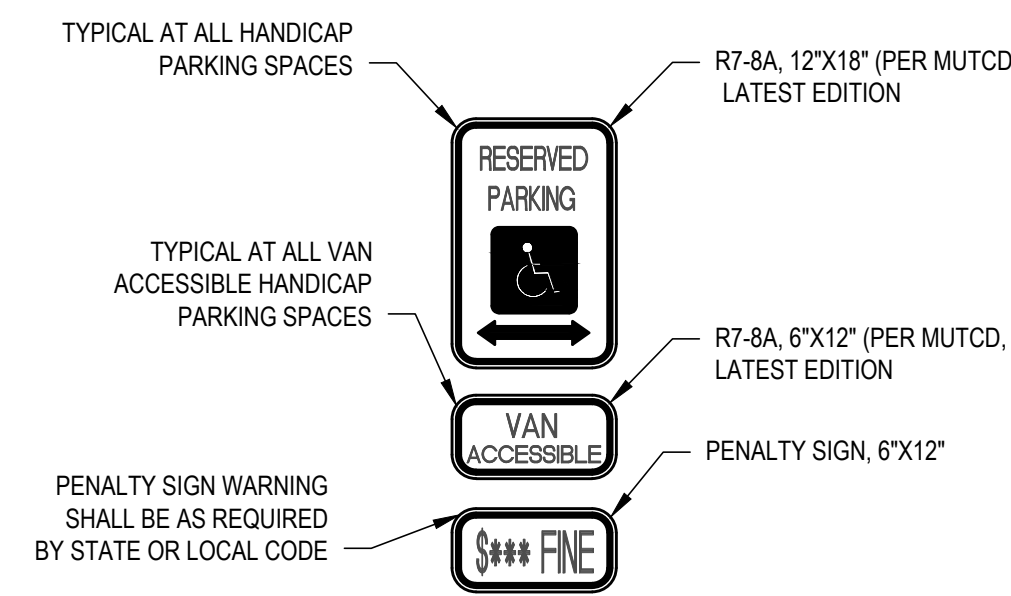 TYPICAL AT ALL HANDICAP
PARKING SPACES
R7-8A, 12"X18" (PER MUTCD
LATEST EDITION
RESERVED
PARKING
TYPICAL AT ALL VAN
ACCESSIBLE HANDICAP
PARKING SPACES
R7-8A, 6"X12" (PER MUTCD,
LATEST EDITION
VAN
ACCESSIBLE
PENALTY SIGN, 6"X12"
PENALTY SIGN WARNING
SHALL BE AS REQUIRED
BY STATE OR LOCAL CODE
$*** FINE